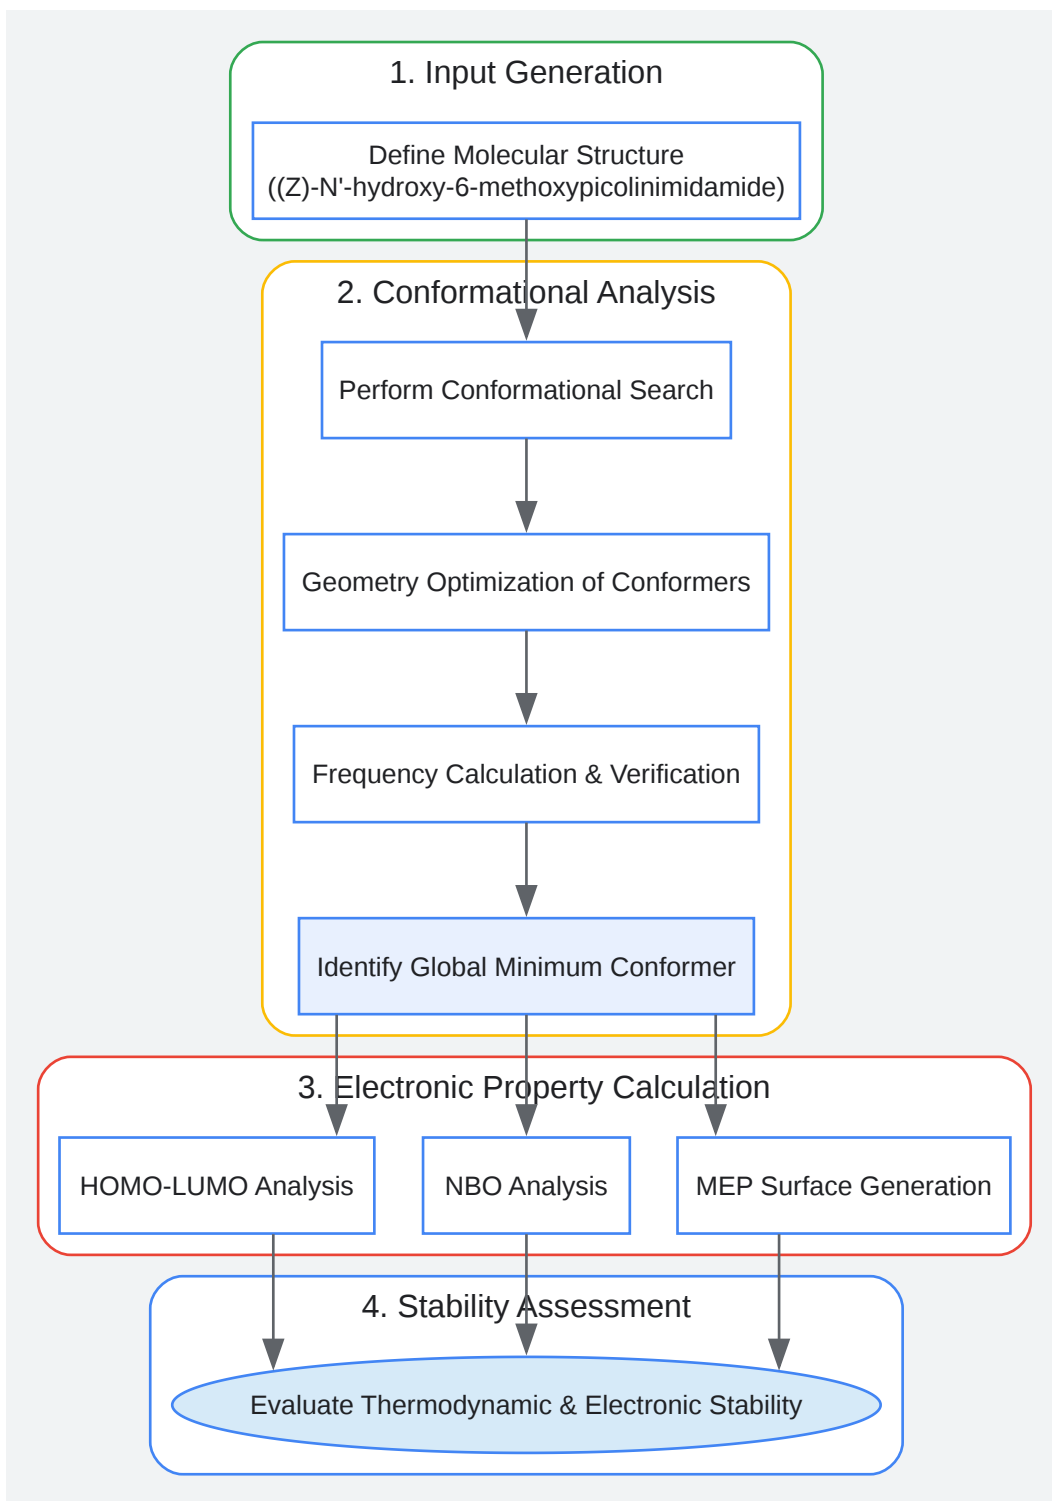 1. Input Generation
Define Molecular Structure
((Z)-N'-hydroxy-6-methoxypicolinimidamide)
2. Conformational Analysis
Perform Conformational Search
Geometry Optimization of Conformers
Frequency Calculation & Verification
Identify Global Minimum Conformer
3. Electronic Property Calculation
HOMO-LUMO Analysis
NBO Analysis
MEP Surface Generation
4. Stability Assessment
Evaluate Thermodynamic & Electronic Stability